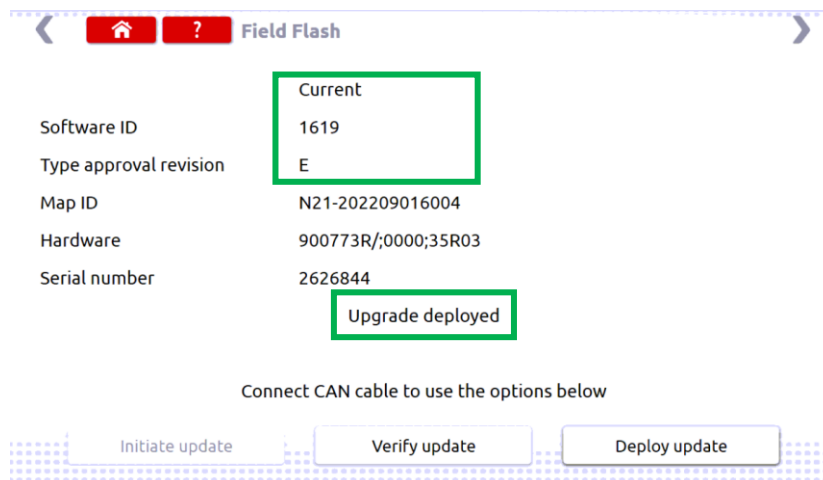 ? Field Flash
Current
Software ID 1619
Type approval revision E
Map ID N21-202209016004
Hardware 900773R/;0000;35R03
Serial number 2626844
Upgrade deployed
Connect CAN cable to use the options below
Initiate update Verify update Deploy update